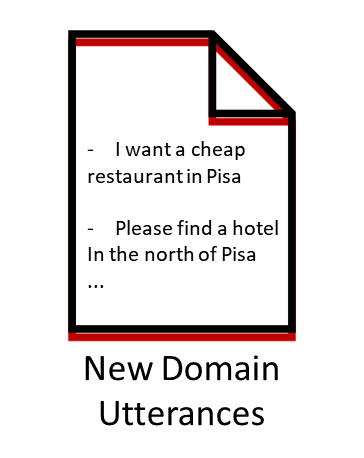 - I want a cheap
restaurant in Pisa
- Please find a hotel
In the north of Pisa
...
New Domain
Utterances